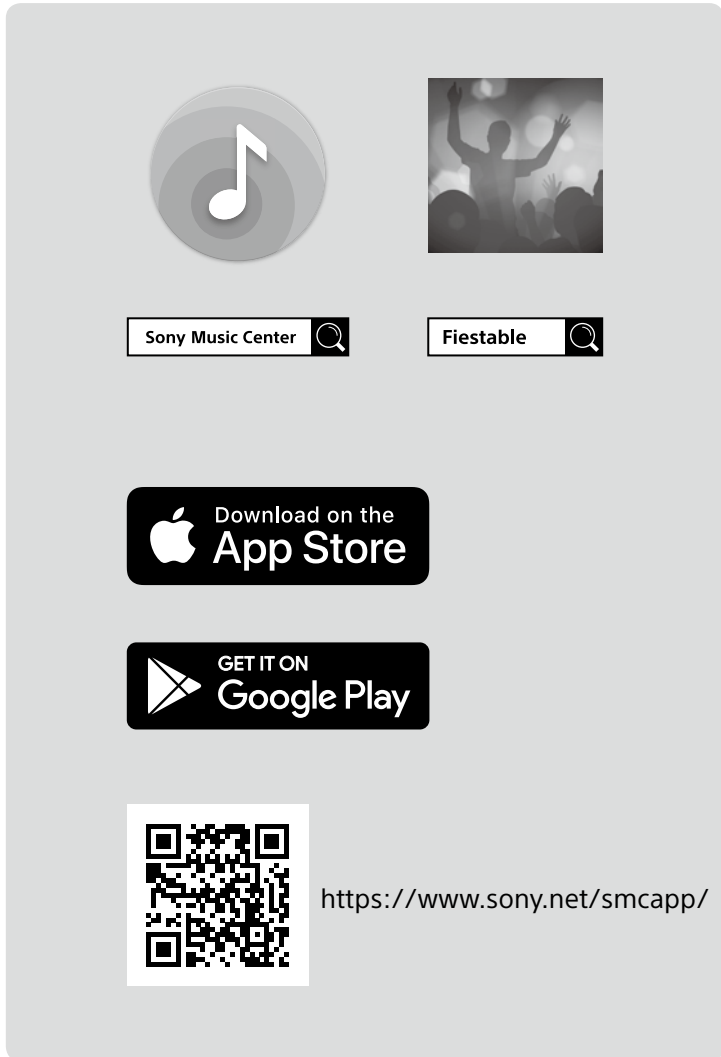 Sony Music Center
Fiestable
Download on the
App Store
GET IT ON
Google Play
https://www.sony.net/smcapp/